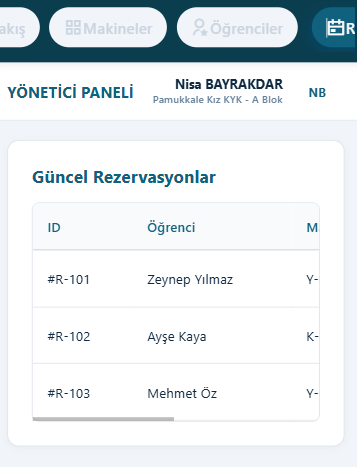 akış Makineler Öğrenciler R
YÖNETİCİ PANELİ Nisa BAYRAKDAR NB
Pamukkale Kız KYK - A Blok
Güncel Rezervasyonlar
ID Öğrenci M
#R-101 Zeynep Yılmaz Y-
#R-102 Ayşe Kaya K-
#R-103 Mehmet Öz Y-